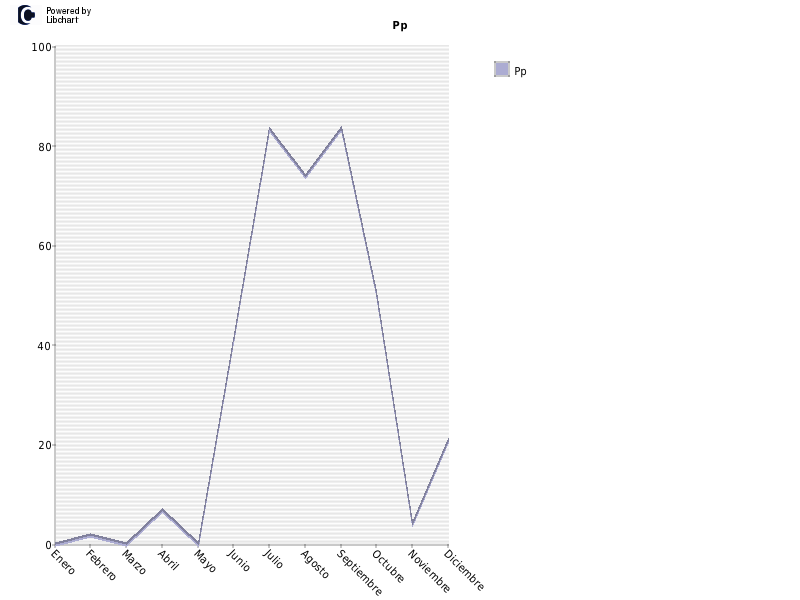 Powered by
Libchart
Pp
100
80
60
40
20
0
Pp
Enero
Febrero
Marzo
Abril
Mayo
Junio
Julio
Agosto
Septiembre
Octubre
Noviembre
Diciembre